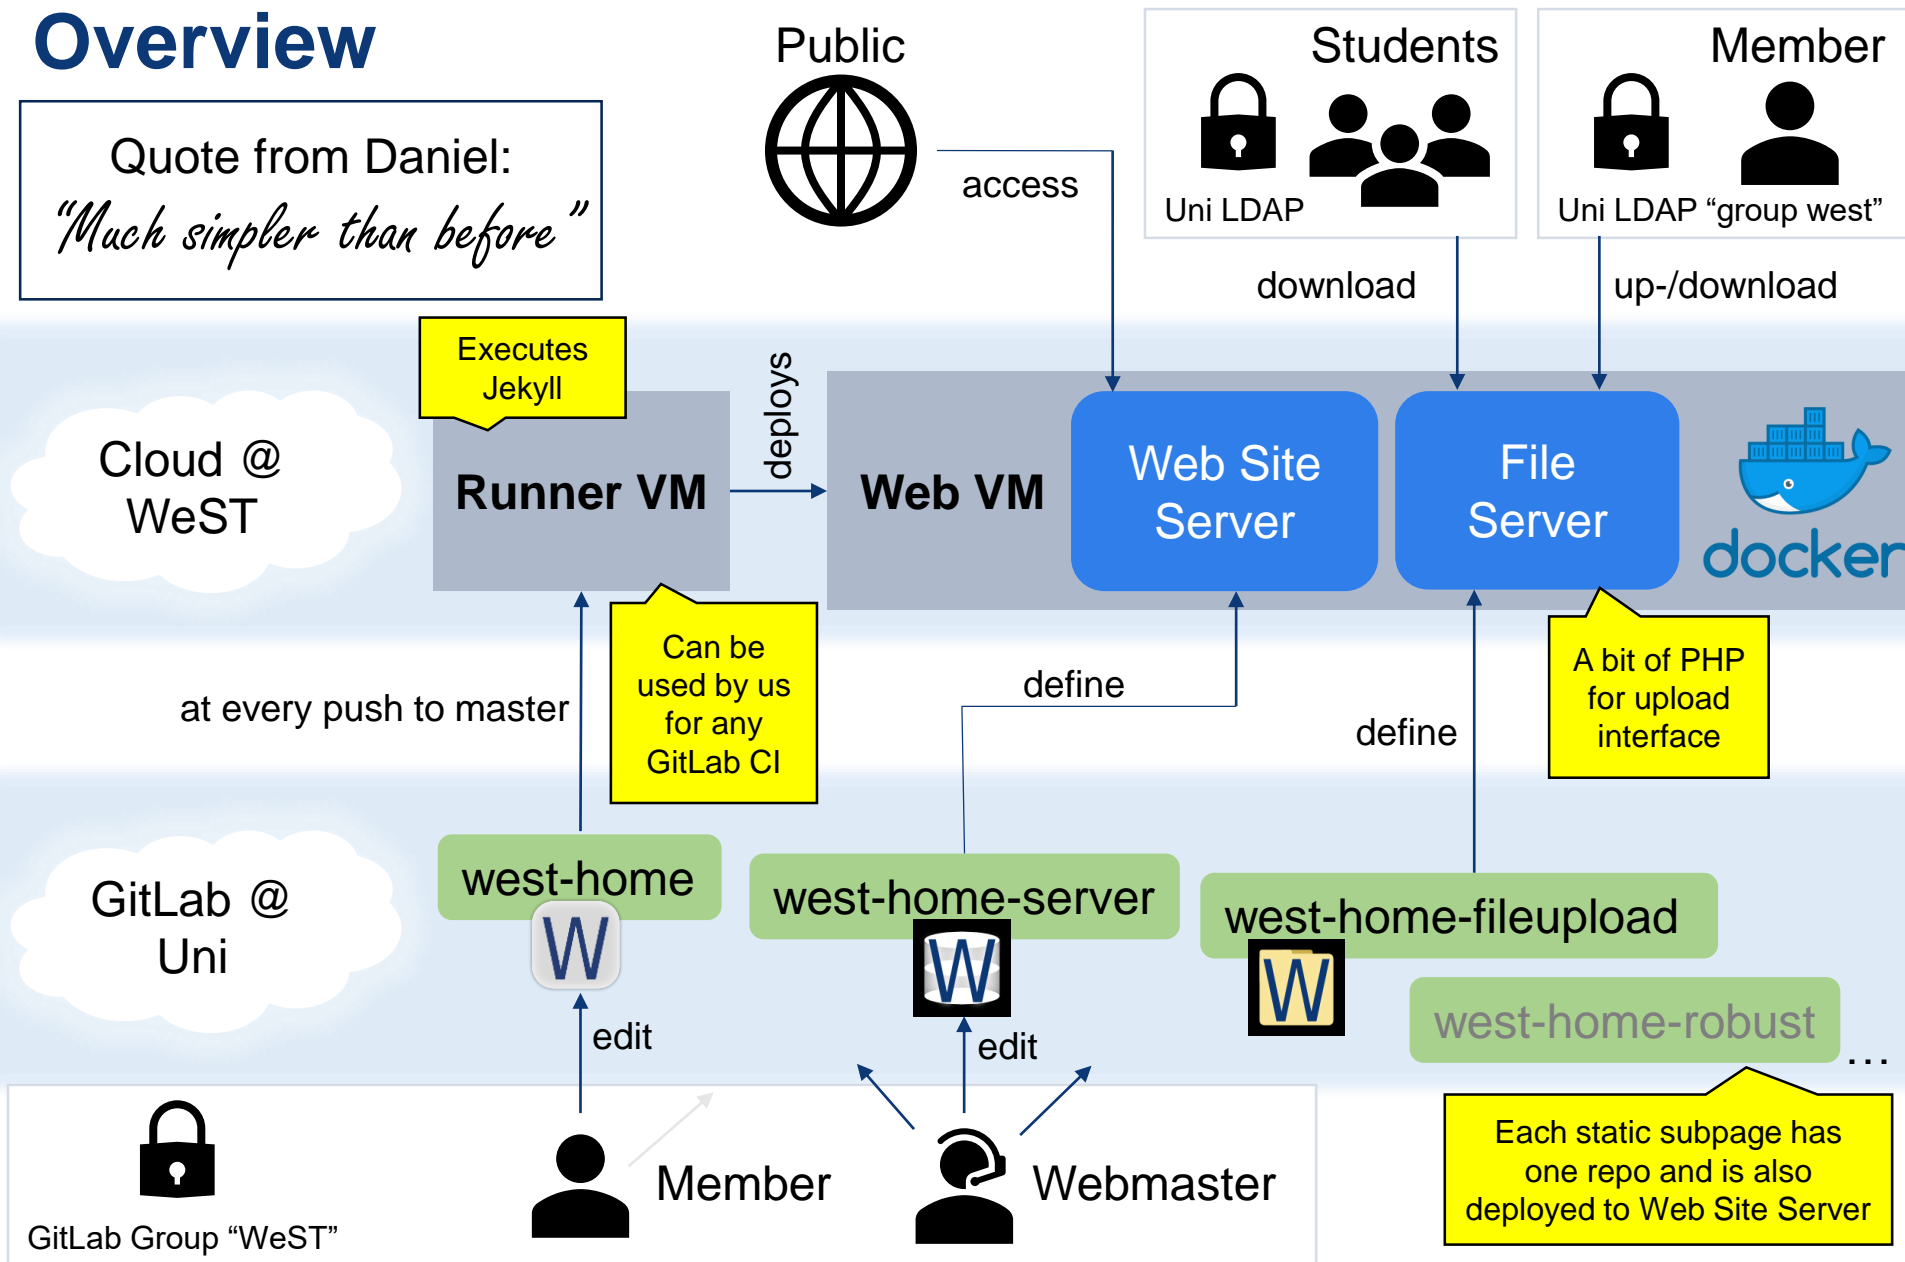 Overview
Quote from Daniel:
“Much simpler than before”
Public
access
Students
Uni LDAP
Member
Uni LDAP “group west”
download
up-/download
Executes
Jekyll
Cloud @
WeST
Runner VM
deploys
Web VM
Web Site
Server
File
Server
docker
at every push to master
Can be
used by us
for any
GitLab CI
define
define
A bit of PHP
for upload
interface
GitLab @
Uni
west-home
W
west-home-server
W
west-home-fileupload
W
west-home-robust
...
edit
edit
Each static subpage has
one repo and is also
deployed to Web Site Server
GitLab Group “WeST”
Member
Webmaster